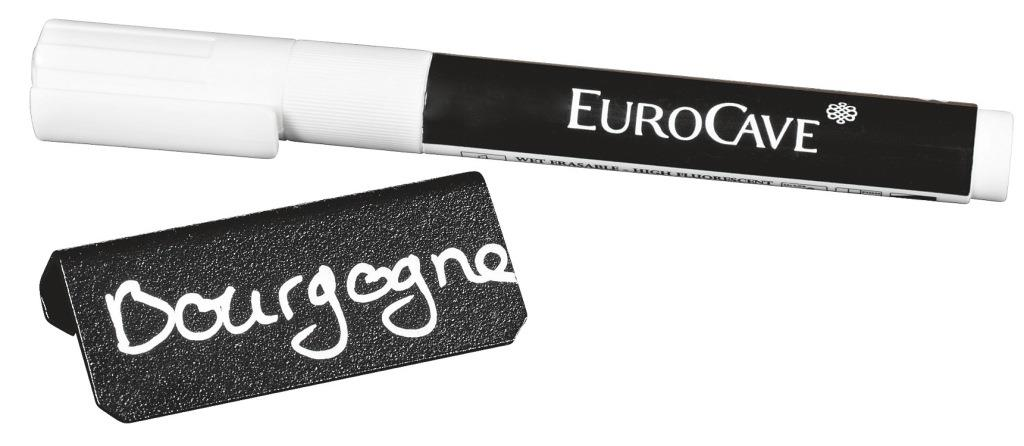 EUROCAVE
WET ERASABLE - HIGH FLUORESCENT
Bourgogne